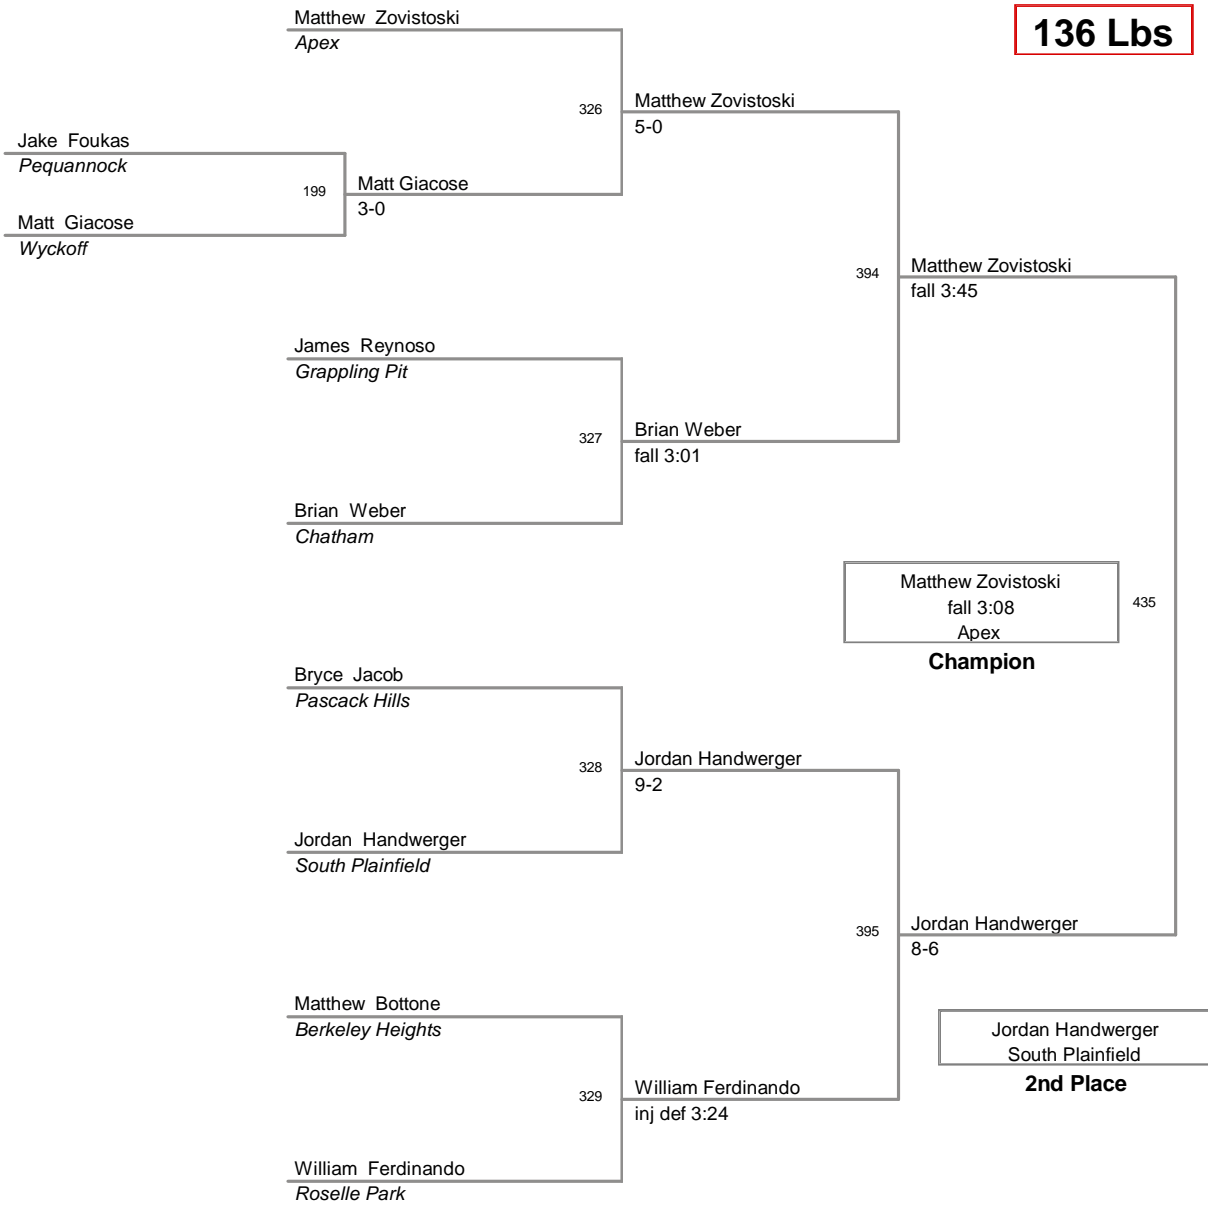 Matthew Zovistoski
Apex
136 Lbs
326
Matthew Zovistoski
5-0
Jake Foukas
Pequannock
199
Matt Giacose
3-0
Matt Giacose
Wyckoff
394
Matthew Zovistoski
fall 3:45
James Reynoso
Grappling Pit
327
Brian Weber
fall 3:01
Brian Weber
Chatham
Matthew Zovistoski
fall 3:08
Apex
435
Champion
Bryce Jacob
Pascack Hills
328
Jordan Handwerger
9-2
Jordan Handwerger
South Plainfield
395
Jordan Handwerger
8-6
Matthew Bottone
Berkeley Heights
Jordan Handwerger
South Plainfield
2nd Place
329
William Ferdinando
inj def 3:24
William Ferdinando
Roselle Park